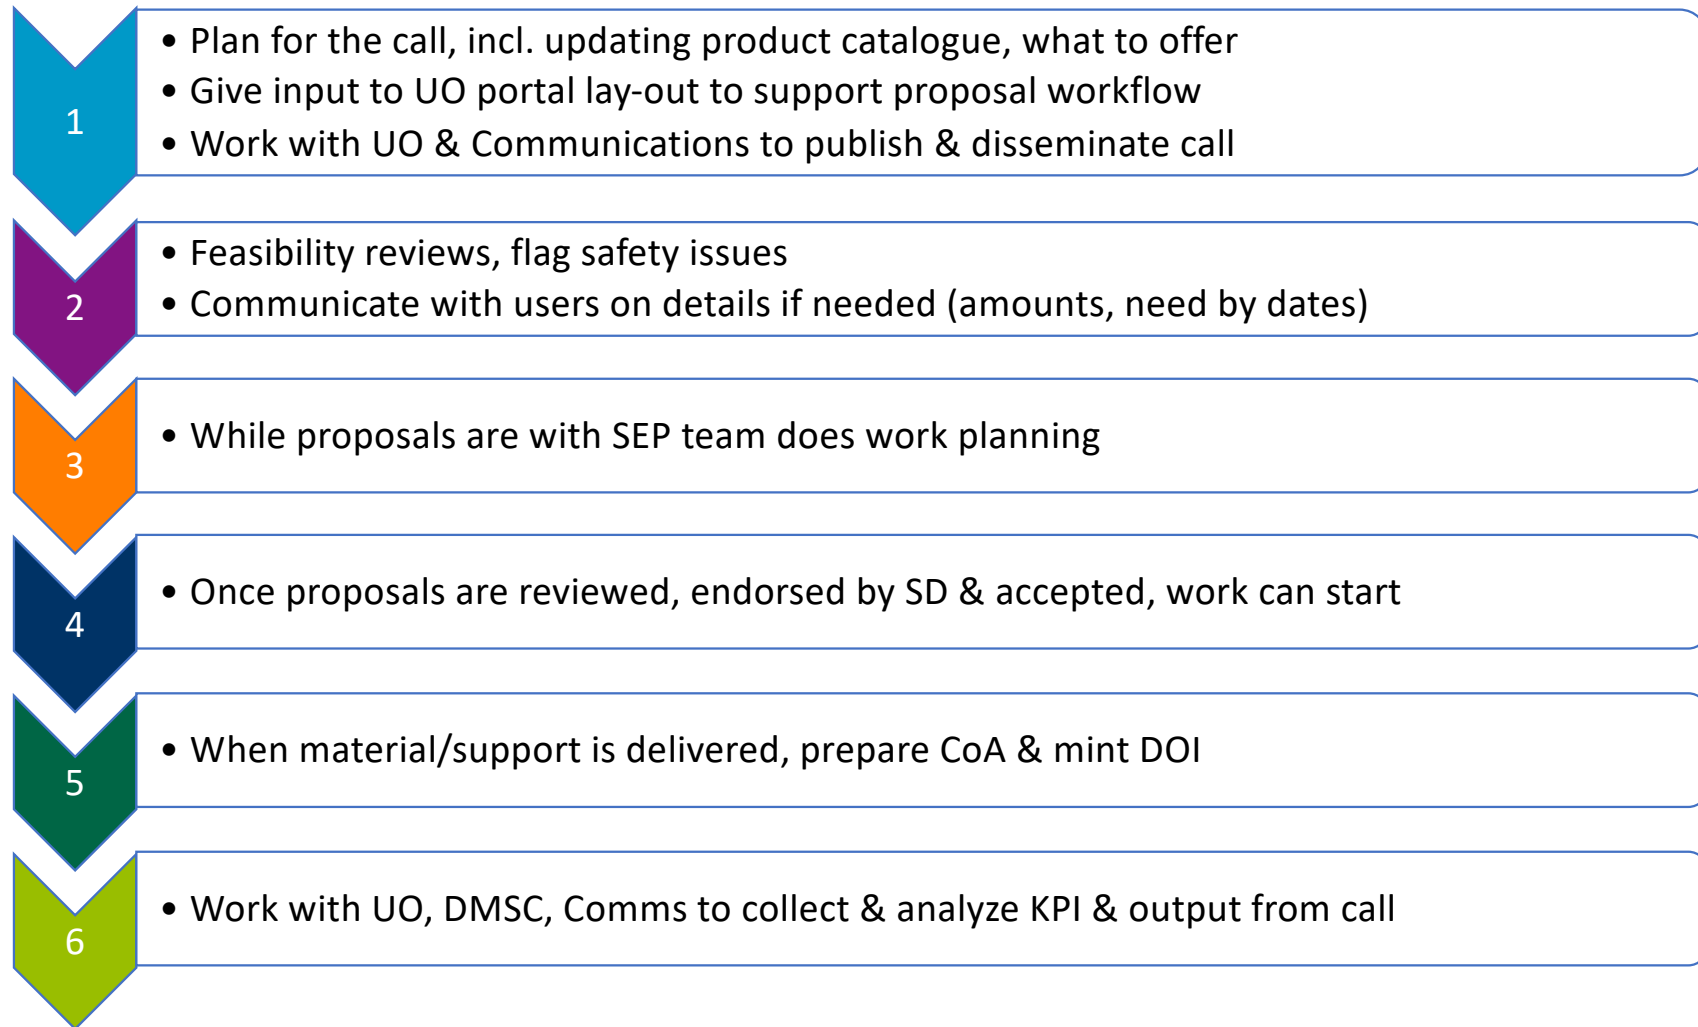 1
• Plan for the call, incl. updating product catalogue, what to offer
• Give input to UO portal lay-out to support proposal workflow
• Work with UO & Communications to publish & disseminate call
2
• Feasibility reviews, flag safety issues
• Communicate with users on details if needed (amounts, need by dates)
3
• While proposals are with SEP team does work planning
4
• Once proposals are reviewed, endorsed by SD & accepted, work can start
5
• When material/support is delivered, prepare CoA & mint DOI
6
• Work with UO, DMSC, Comms to collect & analyze KPI & output from call